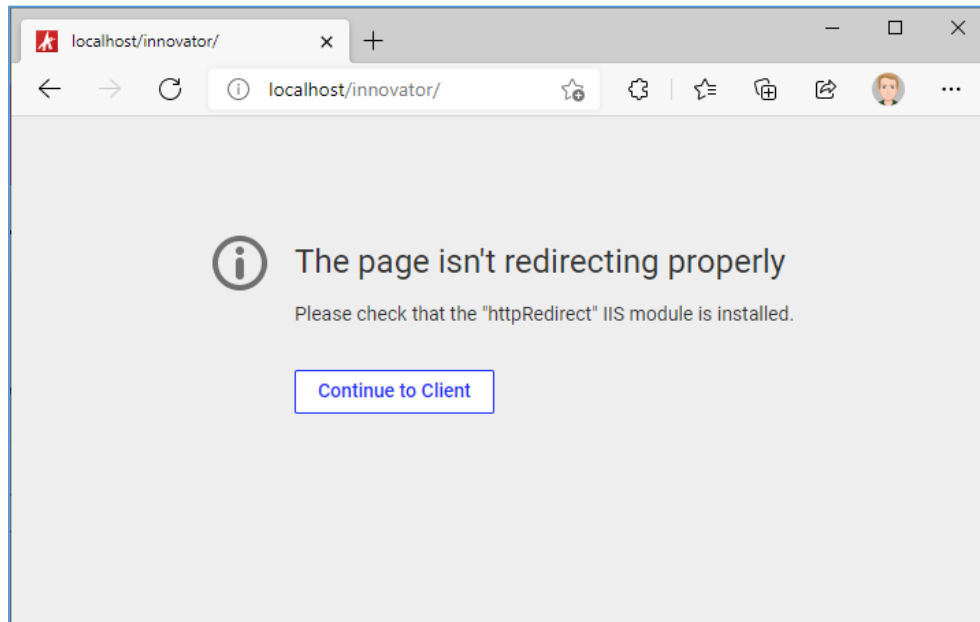 localhost/innovator/
localhost/innovator/
The page isn't redirecting properly
Please check that the "httpRedirect" IIS module is installed.
Continue to Client